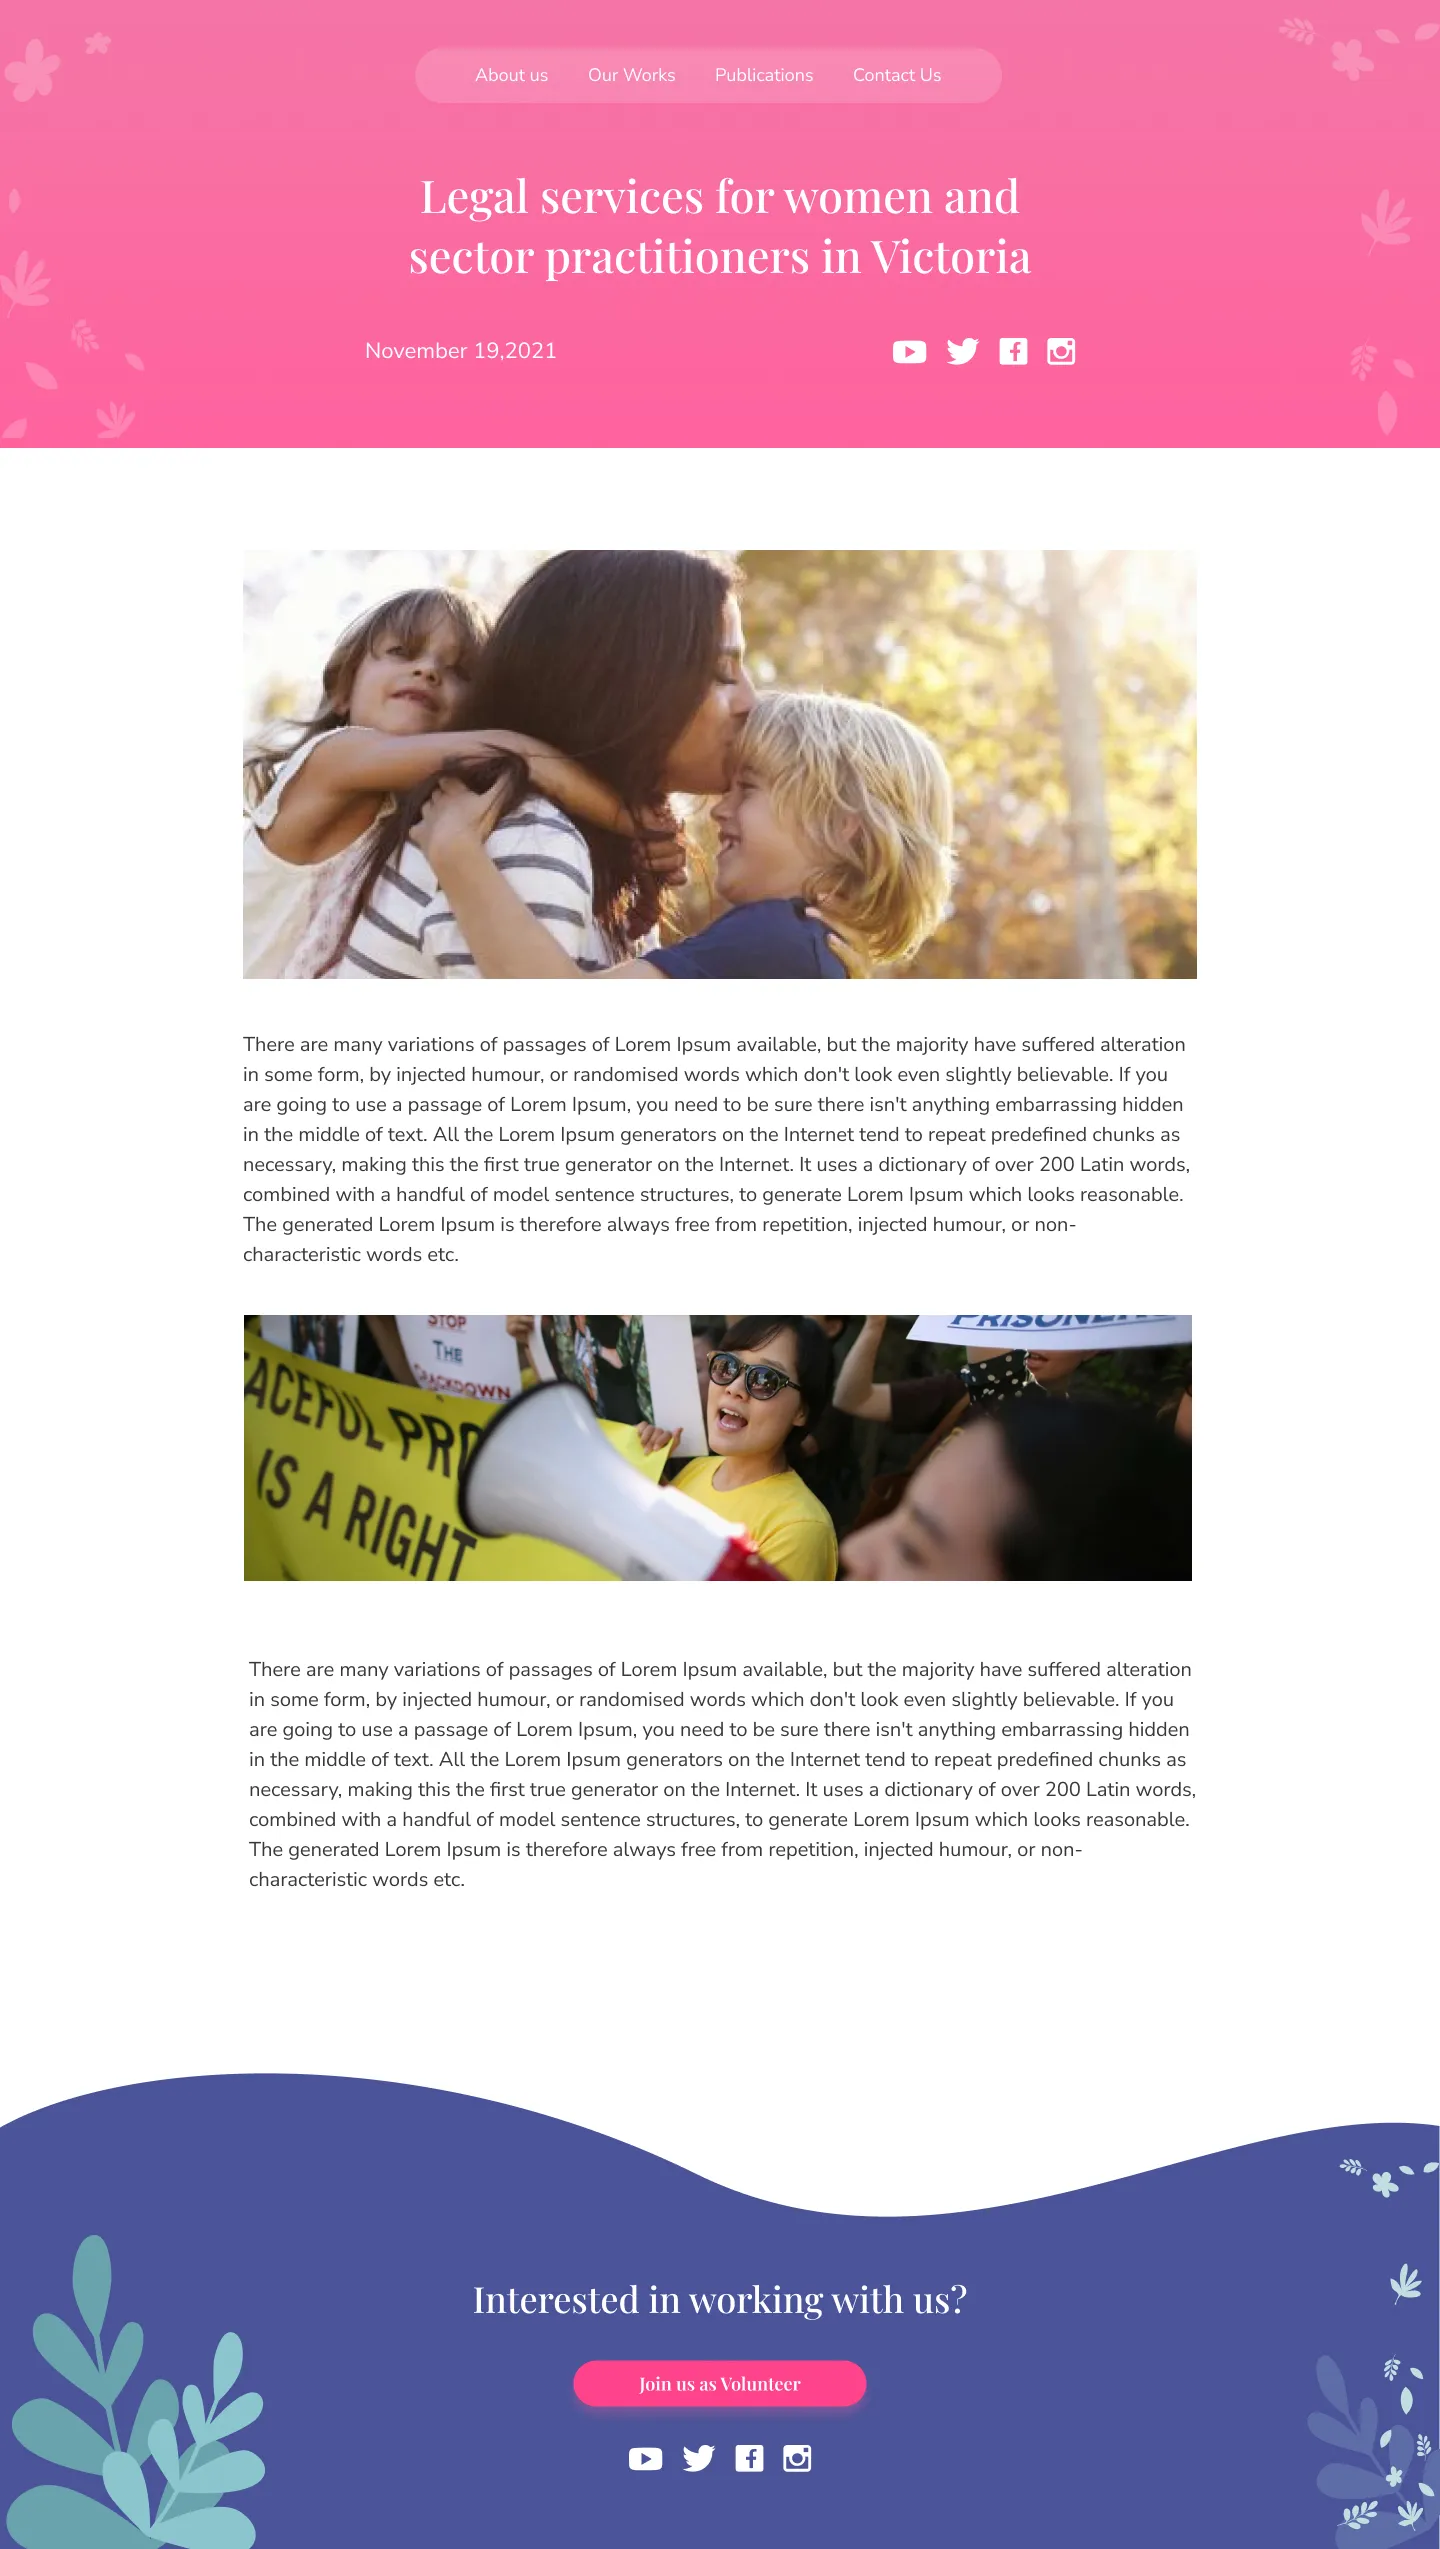 About us Our Works Publications Contact Us
Legal services for women and
sector practitioners in Victoria
November 19,2021
There are many variations of passages of Lorem Ipsum available, but the majority have suffered alteration
in some form, by injected humour, or randomised words which don't look even slightly believable. If you
are going to use a passage of Lorem Ipsum, you need to be sure there isn't anything embarrassing hidden
in the middle of text. All the Lorem Ipsum generators on the Internet tend to repeat predefined chunks as
necessary, making this the first true generator on the Internet. It uses a dictionary of over 200 Latin words,
combined with a handful of model sentence structures, to generate Lorem Ipsum which looks reasonable.
The generated Lorem Ipsum is therefore always free from repetition, injected humour, or non-
characteristic words etc.
STOP
THE
CRACKDOWN
PRISONE
ACEFUL PRO
IS A RIGHT
There are many variations of passages of Lorem Ipsum available, but the majority have suffered alteration
in some form, by injected humour, or randomised words which don't look even slightly believable. If you
are going to use a passage of Lorem Ipsum, you need to be sure there isn't anything embarrassing hidden
in the middle of text. All the Lorem Ipsum generators on the Internet tend to repeat predefined chunks as
necessary, making this the first true generator on the Internet. It uses a dictionary of over 200 Latin words,
combined with a handful of model sentence structures, to generate Lorem Ipsum which looks reasonable.
The generated Lorem Ipsum is therefore always free from repetition, injected humour, or non-
characteristic words etc.
Interested in working with us?
Join us as Volunteer